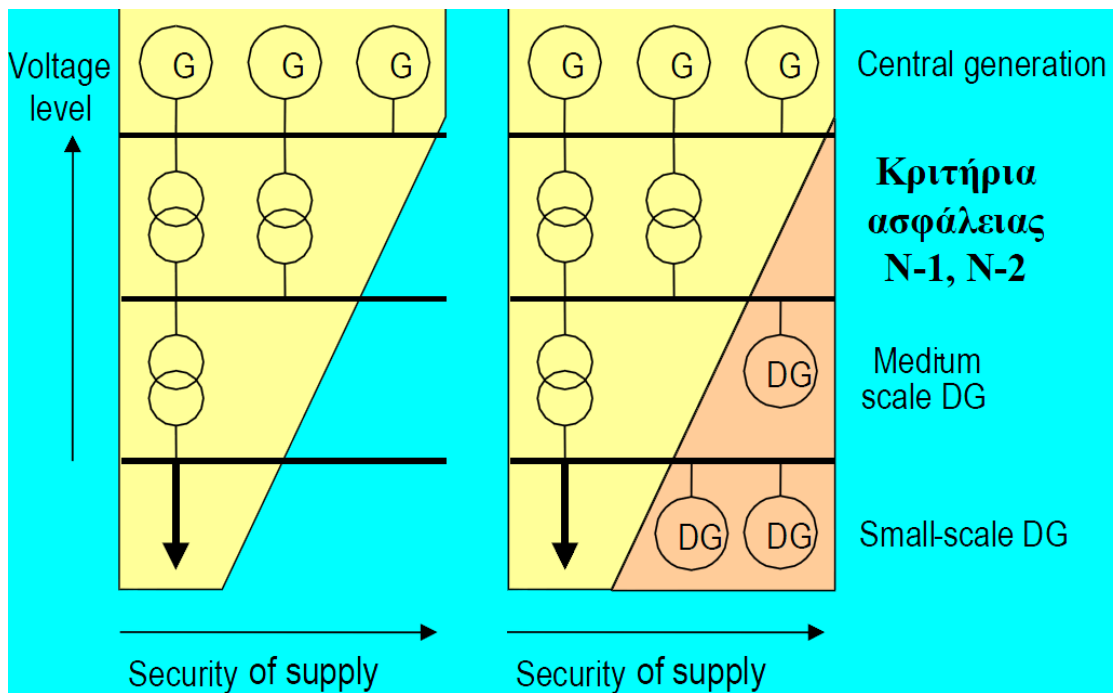 Voltage
level
G G G
Security of supply
G G G
DG
DG DG
Security of supply
Central generation
Κριτήρια
ασφάλειας
N-1, N-2
Medium
scale DG
Small-scale DG